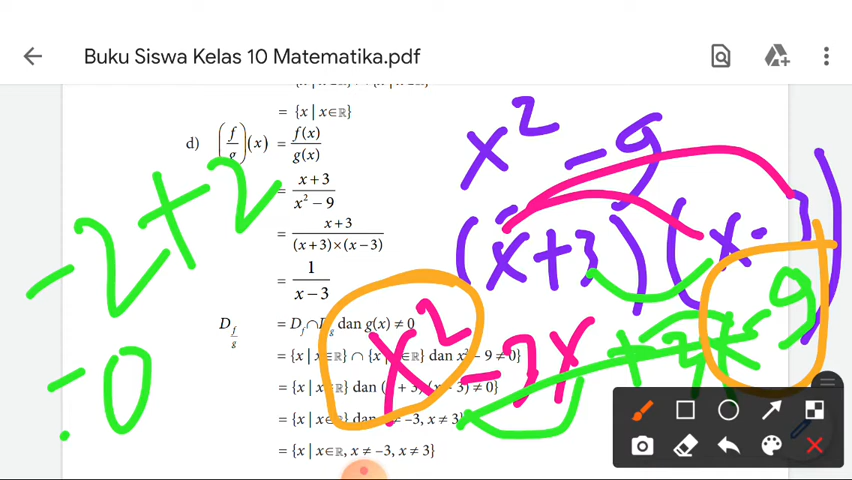 Buku Siswa Kelas 10 Matematika.pdf
= {x | x∈ℝ}
d) (f/g)(x) = f(x)/g(x)
= x+3/x² − 9
= x+3/(x+3)×(x−3)
= 1/x−3
D f/g = D_f∩D_g dan g(x) ≠ 0
= {x | x∈ℝ} ∩ {x | x∈ℝ} dan x² − 9 ≠ 0}
= {x | x∈ℝ} dan (x + 3)(x − 3) ≠ 0}
= {x | x∈ℝ dan x ≠ −3, x ≠ 3}
= {x | x∈ℝ, x ≠ −3, x ≠ 3}
x² − 9
(x+3) (x−3)
x² − 3x + 3x − 9
−2+2
= 0